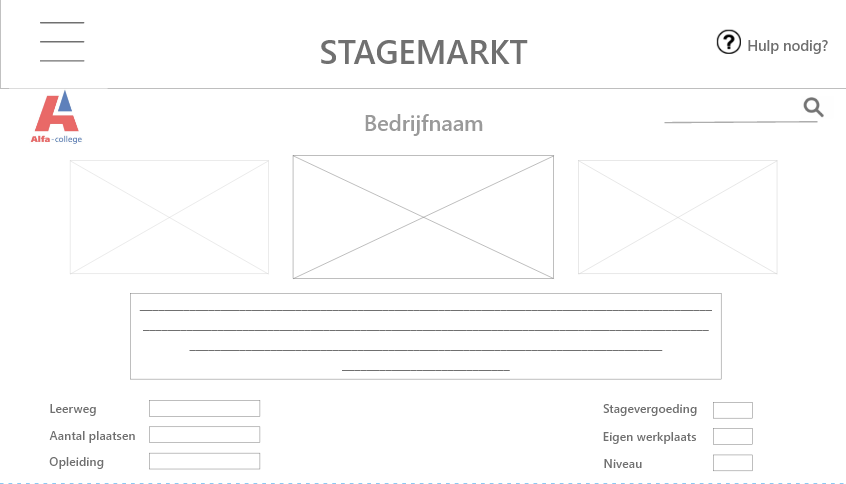 STAGEMARKT
? Hulp nodig?
Alfa-college
Bedrijfnaam
Leerweg
Aantal plaatsen
Opleiding
Stagevergoeding
Eigen werkplaats
Niveau